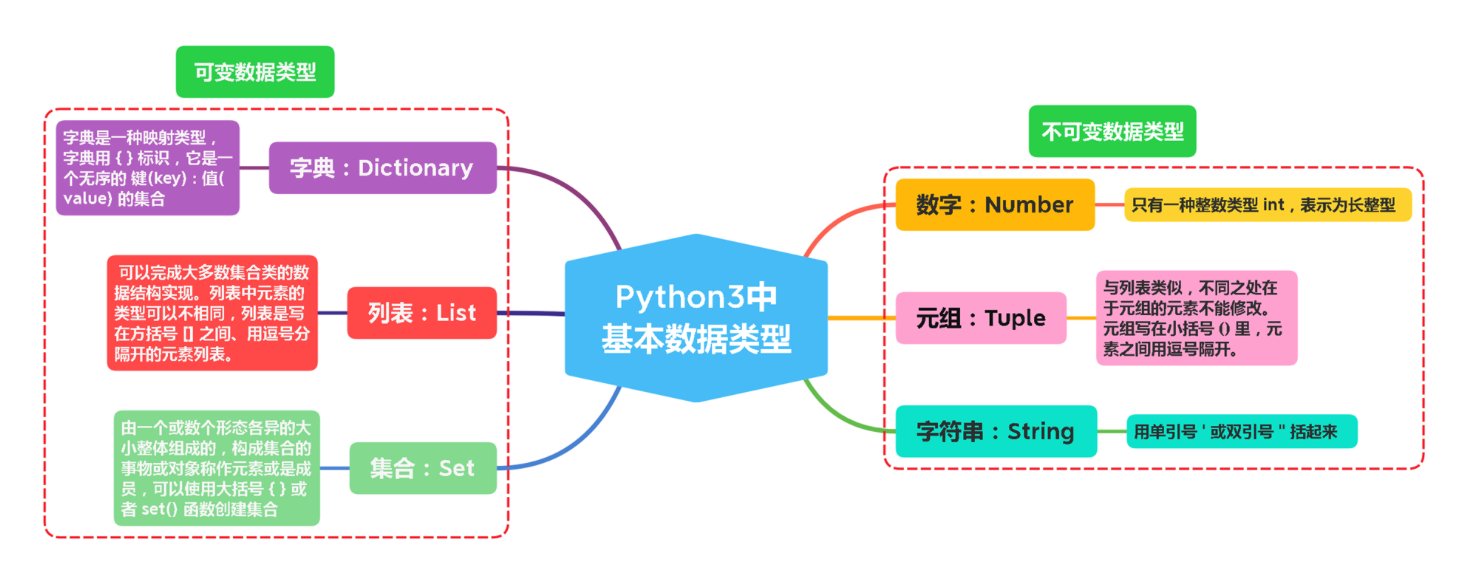 可变数据类型
字典是一种映射类型，
字典用 { } 标识，它是一
个无序的 键(key) : 值(
value) 的集合
字典：Dictionary
可以完成大多数集合类的数
据结构实现。列表中元素的
类型可以不相同，列表是写
在方括号 [] 之间、用逗号分
隔开的元素列表。
列表：List
由一个或数个形态各异的大
小整体组成的，构成集合的
事物或对象称作元素或是成
员，可以使用大括号 { } 或
者 set() 函数创建集合
集合：Set
Python3中
基本数据类型
不可变数据类型
数字：Number
只有一种整数类型 int，表示为长整型
元组：Tuple
与列表类似，不同之处在
于元组的元素不能修改。
元组写在小括号 () 里，元
素之间用逗号隔开。
字符串：String
用单引号 ' 或双引号 " 括起来